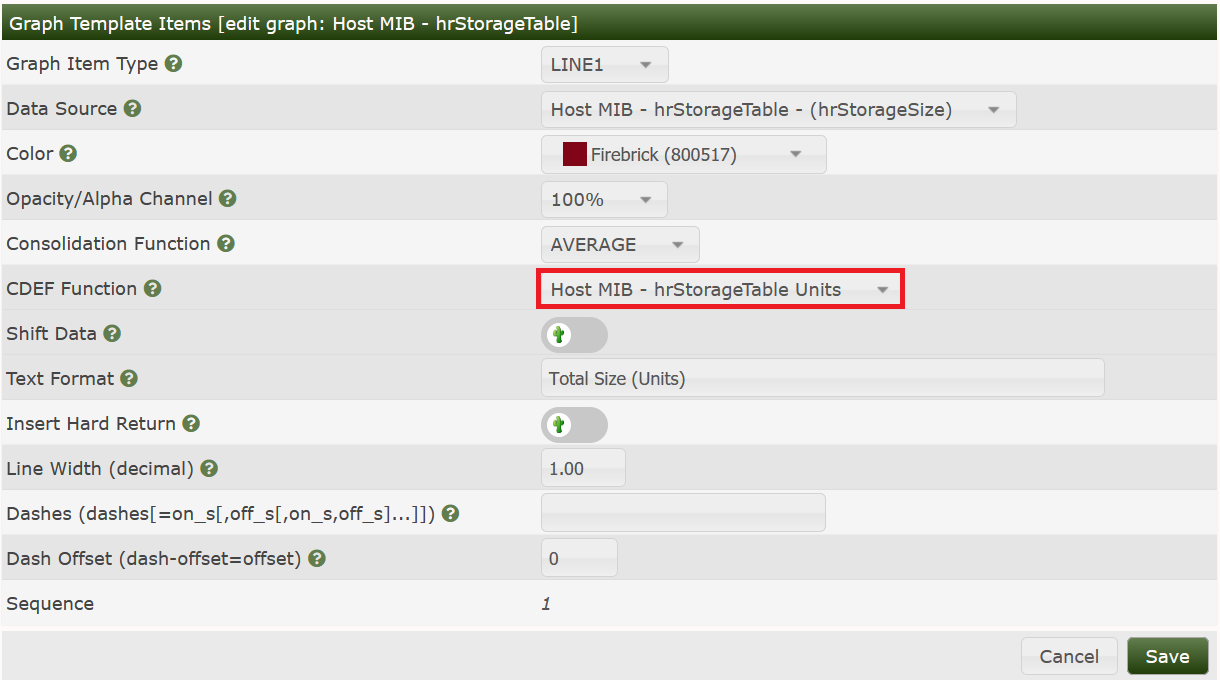 Graph Template Items [edit graph: Host MIB - hrStorageTable]
Graph Item Type ? LINE1
Data Source ? Host MIB - hrStorageTable - (hrStorageSize)
Color ? Firebrick (800517)
Opacity/Alpha Channel ? 100%
Consolidation Function ? AVERAGE
CDEF Function ? Host MIB - hrStorageTable Units
Shift Data ?
Text Format ? Total Size (Units)
Insert Hard Return ?
Line Width (decimal) ? 1.00
Dashes (dashes[=on_s[,off_s[,on_s,off_s]...]]) ?
Dash Offset (dash-offset=offset) ? 0
Sequence 1
Cancel Save